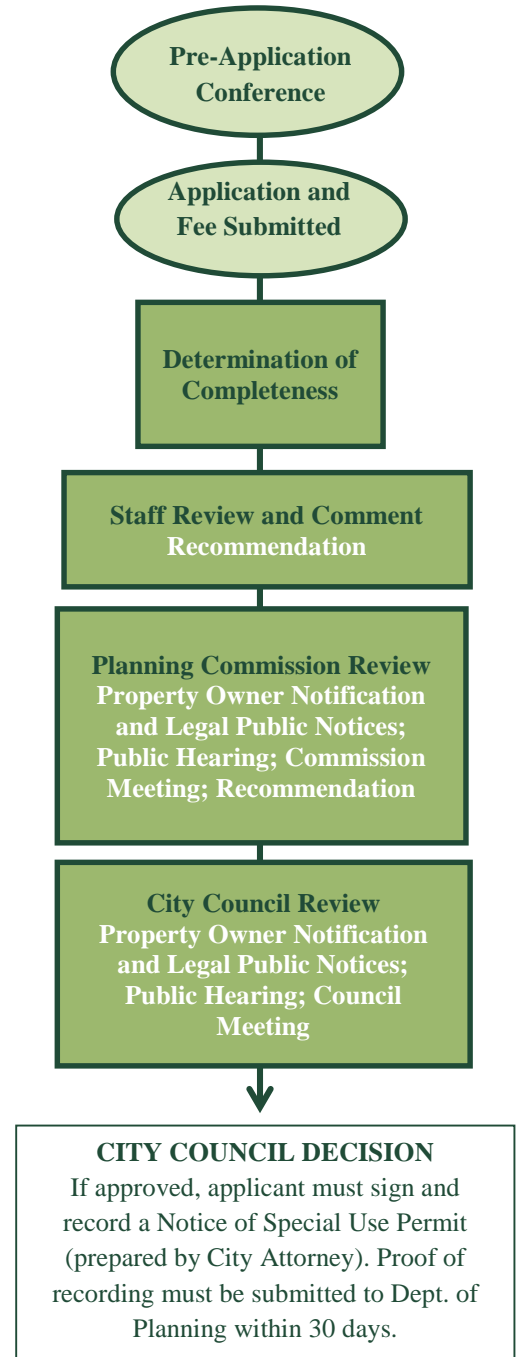 Pre-Application
Conference
Application and
Fee Submitted
Determination of
Completeness
Staff Review and Comment
Recommendation
Planning Commission Review
Property Owner Notification
and Legal Public Notices;
Public Hearing; Commission
Meeting; Recommendation
City Council Review
Property Owner Notification
and Legal Public Notices;
Public Hearing; Council
Meeting
CITY COUNCIL DECISION
If approved, applicant must sign and
record a Notice of Special Use Permit
(prepared by City Attorney). Proof of
recording must be submitted to Dept. of
Planning within 30 days.